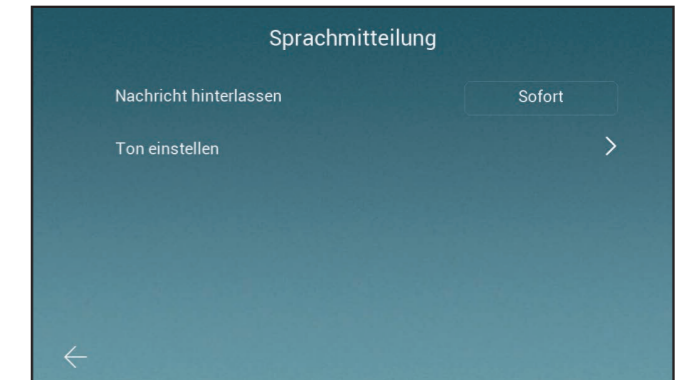 Sprachmitteilung
Nachricht hinterlassen Sofort
Ton einstellen